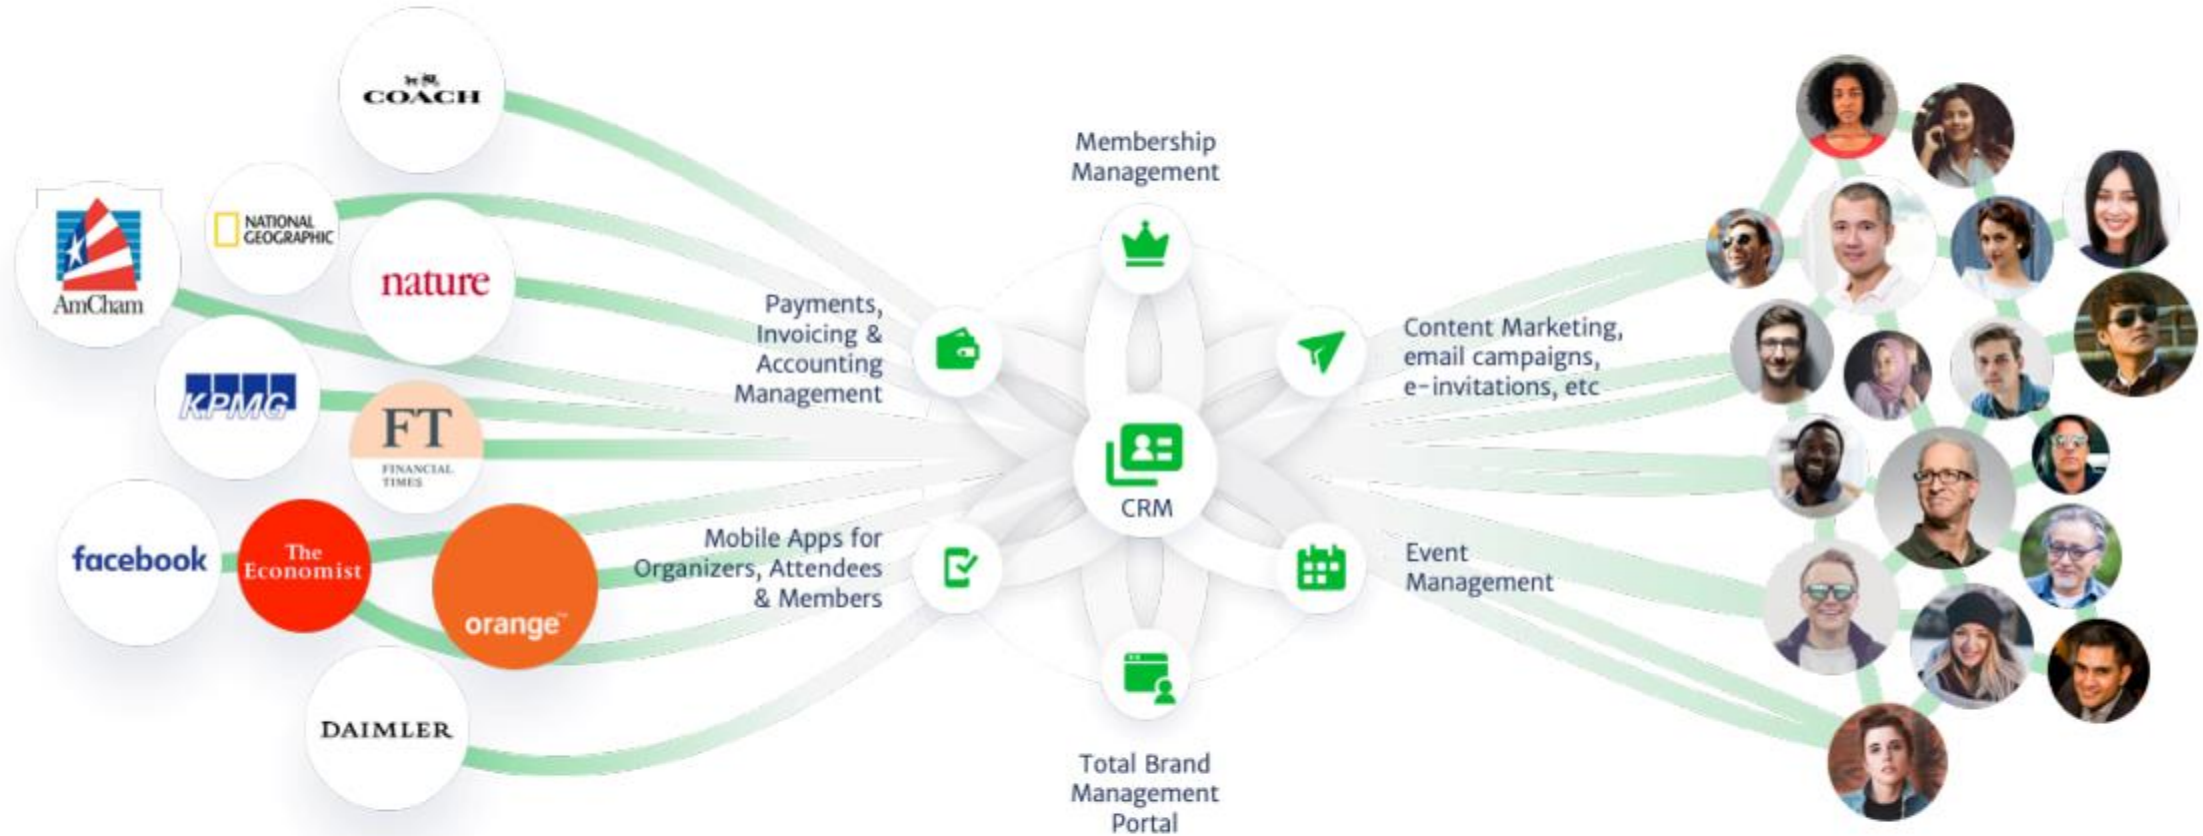 COACH
NATIONAL
GEOGRAPHIC
AmCham
nature
KPMG
FT
FINANCIAL
TIMES
facebook
The
Economist
orange™
DAIMLER
Membership
Management
Payments,
Invoicing &
Accounting
Management
Content Marketing,
email campaigns,
e-invitations, etc
CRM
Mobile Apps for
Organizers, Attendees
& Members
Event
Management
Total Brand
Management
Portal